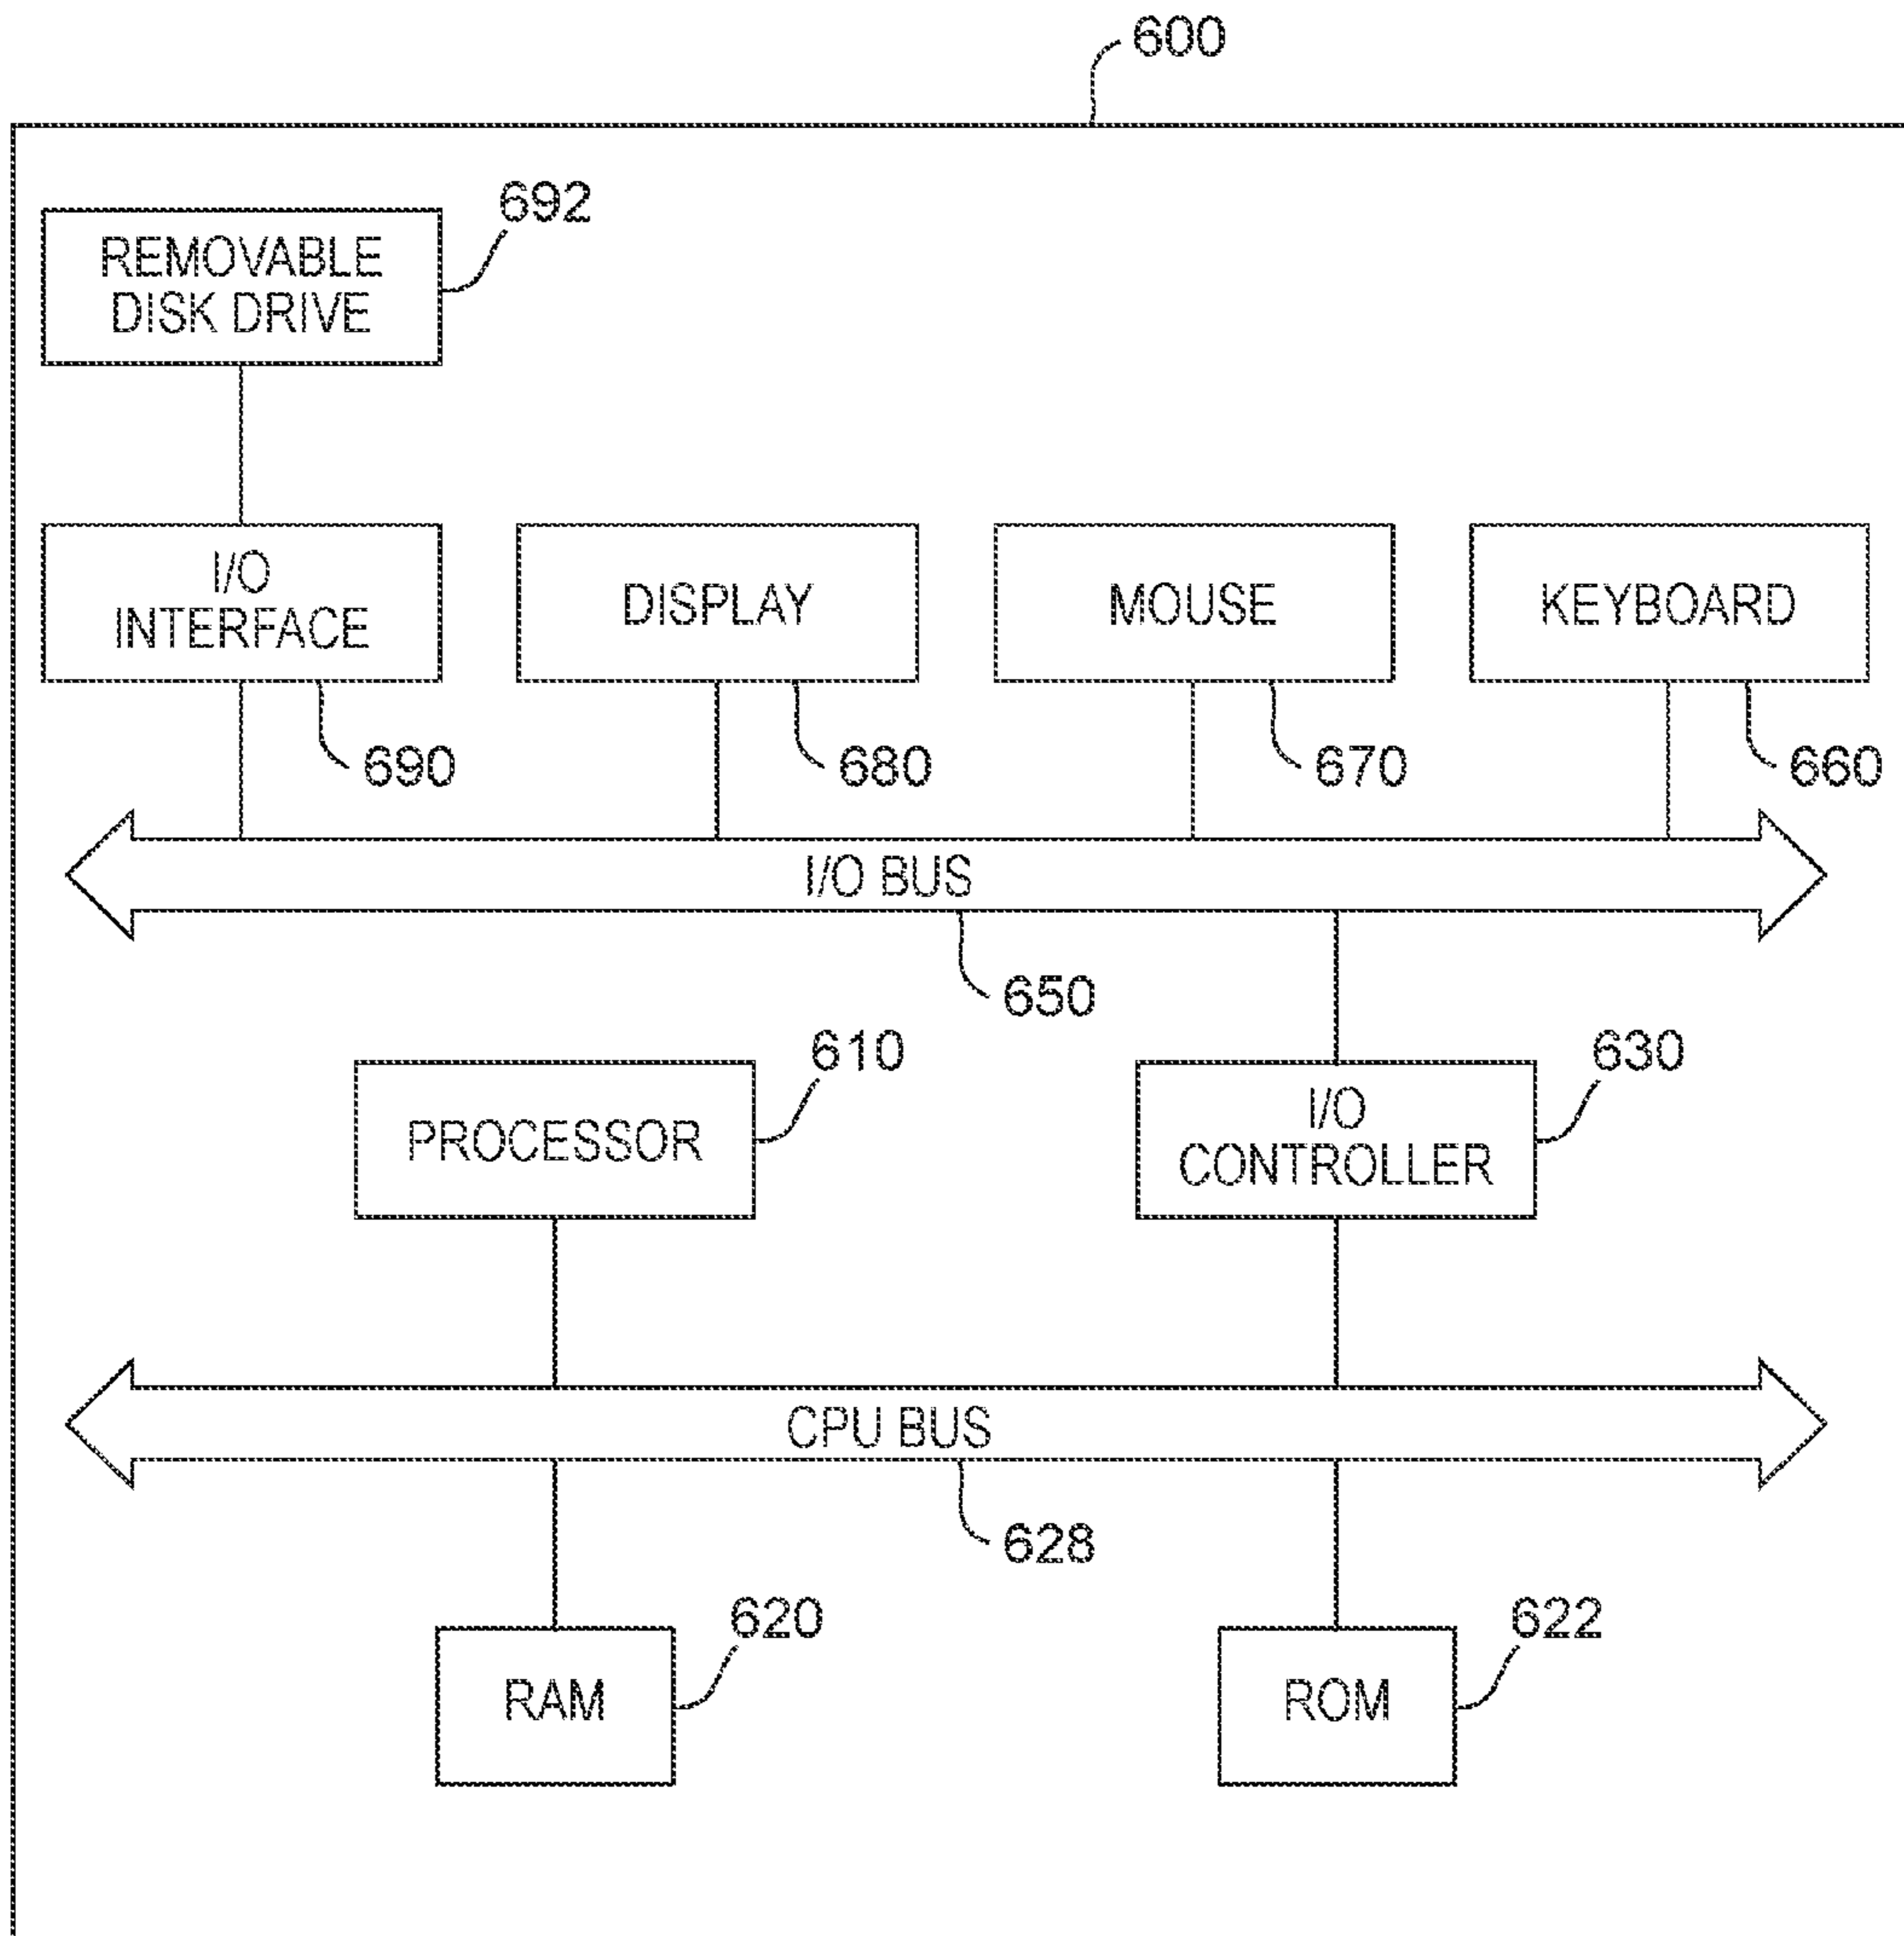 600
692
REMOVABLE
DISK DRIVE
I/O
INTERFACE
DISPLAY
MOUSE
KEYBOARD
690
680
670
660
I/O BUS
650
610
630
PROCESSOR
I/O
CONTROLLER
CPU BUS
628
620
622
RAM
ROM